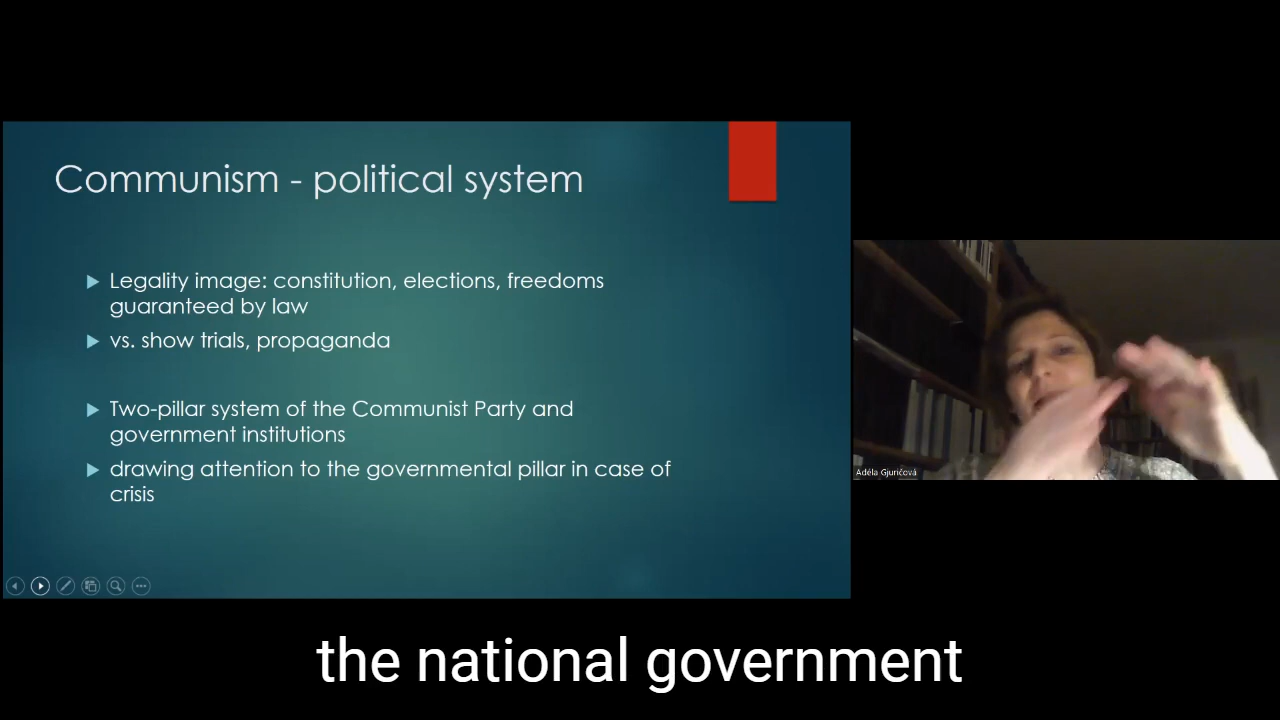 Communism - political system
Legality image: constitution, elections, freedoms
guaranteed by law
vs. show trials, propaganda
Two-pillar system of the Communist Party and
government institutions
drawing attention to the governmental pillar in case of
crisis
Adéla Gjuričová
the national government